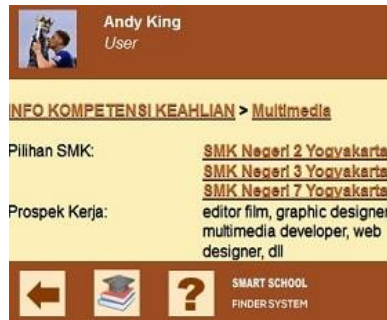 Andy King
User
INFO KOMPETENSI KEAHLIAN > Multimedia
Pilihan SMK:
SMK Negeri 2 Yogyakarta
SMK Negeri 3 Yogyakarta
SMK Negeri 7 Yogyakarta
Prospek Kerja:
editor film, graphic designer
multimedia developer, web
designer, dll
?
SMART SCHOOL
FINDER SYSTEM